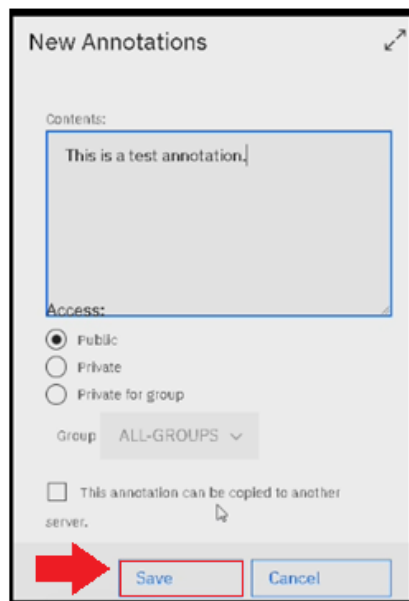 New Annotations
Contents:
This is a test annotation.
Access:
Public
Private
Private for group
Group ALL-GROUPS
This annotation can be copied to another
server.
Save Cancel